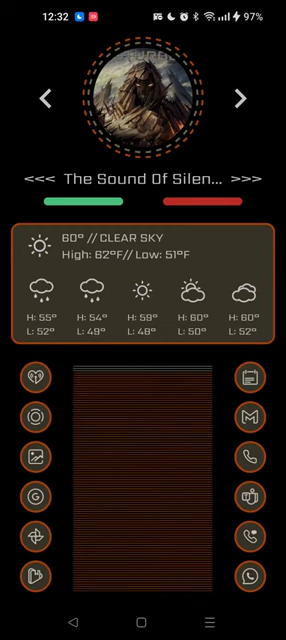 12:32
97%
<<< The Sound Of Silen... >>>
60° // CLEAR SKY
High: 62°F// Low: 51°F
H: 55° H: 54° H: 59° H: 60° H: 60°
L: 52° L: 49° L: 48° L: 50° L: 52°